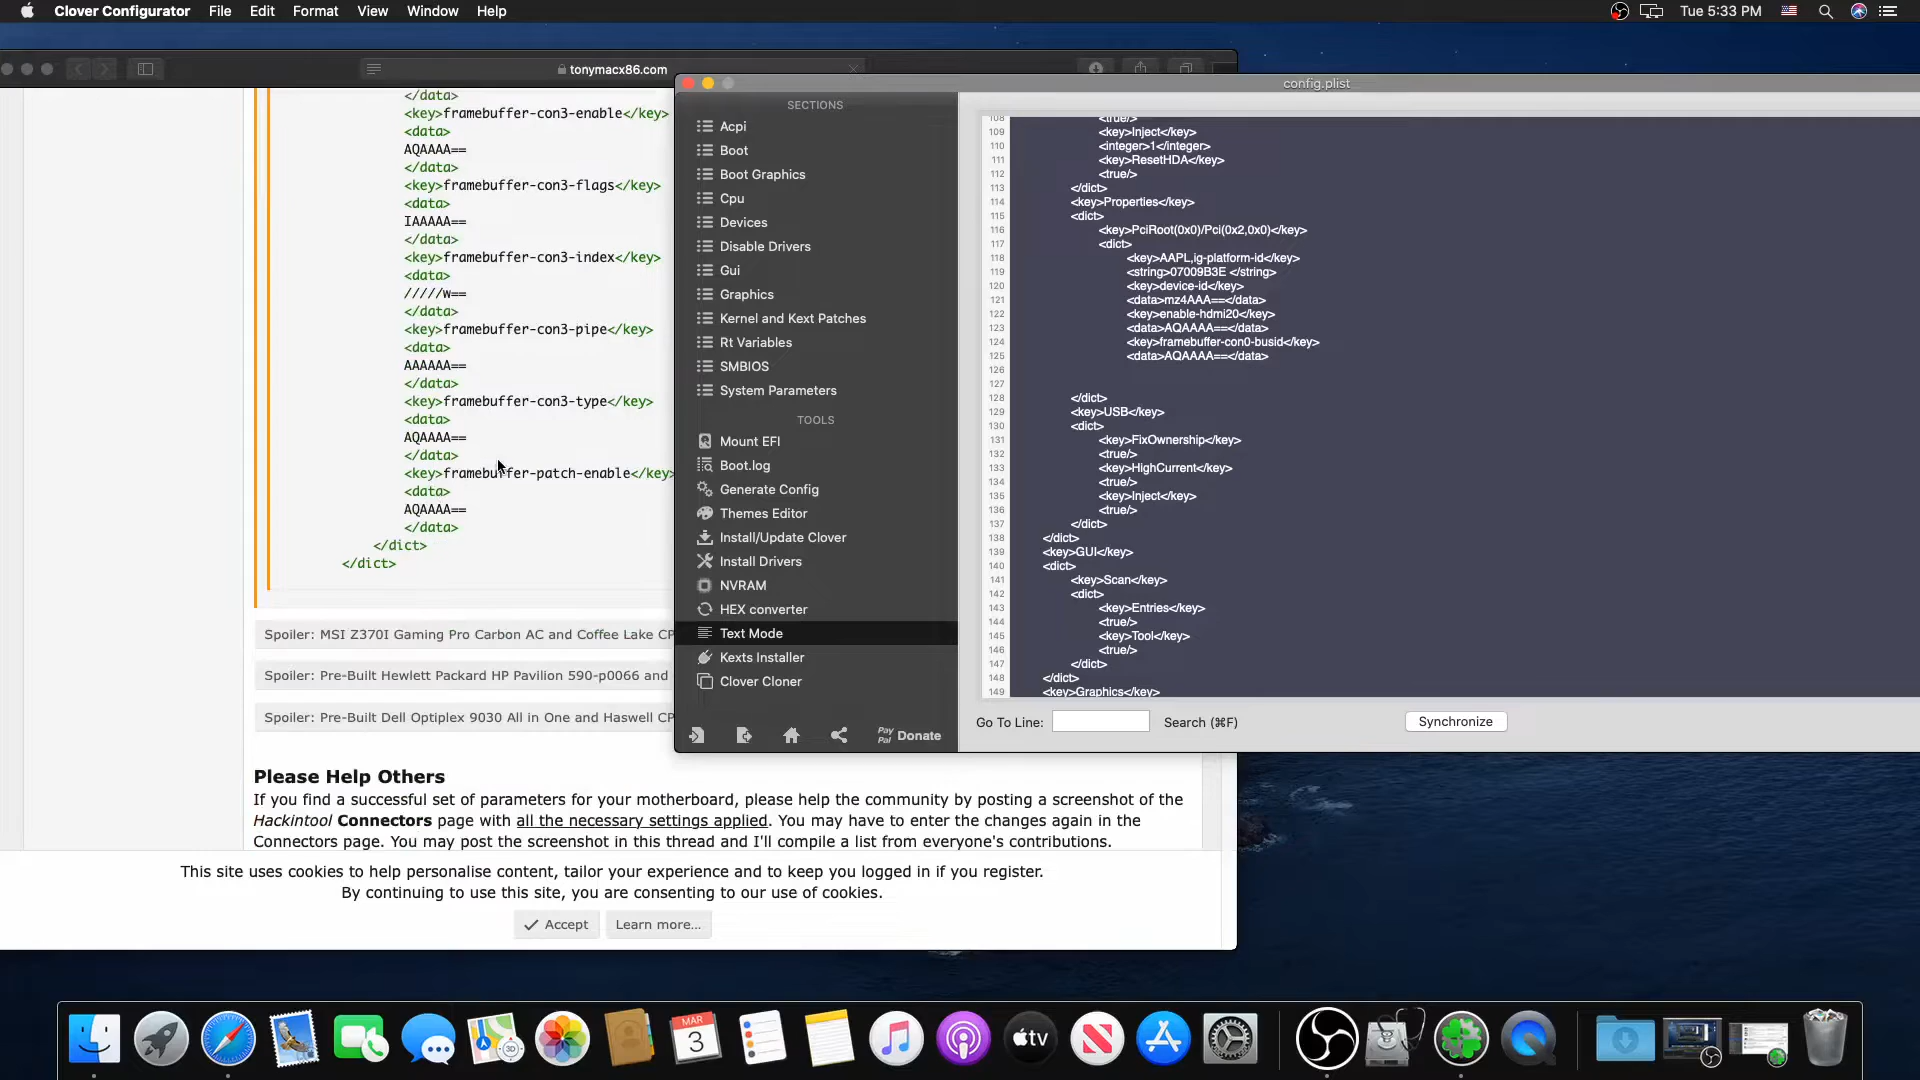 Clover Configurator File Edit Format View Window Help
Tue 5:33 PM
tonymacx86.com
</data>
<key>framebuffer-con3-enable</key>
<data>
AQAAAA==
</data>
<key>framebuffer-con3-flags</key>
<data>
IAAAAA==
</data>
<key>framebuffer-con3-index</key>
<data>
/////w==
</data>
<key>framebuffer-con3-pipe</key>
<data>
AAAAAA==
</data>
<key>framebuffer-con3-type</key>
<data>
AQAAAA==
</data>
<key>framebuffer-patch-enable</key>
<data>
AQAAAA==
</data>
</dict>
</dict>
Spoiler: MSI Z370I Gaming Pro Carbon AC and Coffee Lake CP
Spoiler: Pre-Built Hewlett Packard HP Pavilion 590-p0066 and
Spoiler: Pre-Built Dell Optiplex 9030 All in One and Haswell CP
Please Help Others
If you find a successful set of parameters for your motherboard, please help the community by posting a screenshot of the
Hackintool Connectors page with all the necessary settings applied. You may have to enter the changes again in the
Connectors page. You may post the screenshot in this thread and I'll compile a list from everyone's contributions.
This site uses cookies to help personalise content, tailor your experience and to keep you logged in if you register.
By continuing to use this site, you are consenting to our use of cookies.
Accept
Learn more...
config.plist
SECTIONS
Acpi
Boot
Boot Graphics
Cpu
Devices
Disable Drivers
Gui
Graphics
Kernel and Kext Patches
Rt Variables
SMBIOS
System Parameters
TOOLS
Mount EFI
Boot.log
Generate Config
Themes Editor
Install/Update Clover
Install Drivers
NVRAM
HEX converter
Text Mode
Kexts Installer
Clover Cloner
PayPal Donate
108 <true/>
109 <key>Inject</key>
110 <integer>1</integer>
111 <key>ResetHDA</key>
112 <true/>
113 </dict>
114 <key>Properties</key>
115 <dict>
116 <key>PciRoot(0x0)/Pci(0x2,0x0)</key>
117 <dict>
118 <key>AAPL,ig-platform-id</key>
119 <string>07009B3E </string>
120 <key>device-id</key>
121 <data>mz4AAA==</data>
122 <key>enable-hdmi20</key>
123 <data>AQAAAA==</data>
124 <key>framebuffer-con0-busid</key>
125 <data>AQAAAA==</data>
126
127
128 </dict>
129 <key>USB</key>
130 <dict>
131 <key>FixOwnership</key>
132 <true/>
133 <key>HighCurrent</key>
134 <true/>
135 <key>Inject</key>
136 <true/>
137 </dict>
138 </dict>
139 <key>GUI</key>
140 <dict>
141 <key>Scan</key>
142 <dict>
143 <key>Entries</key>
144 <true/>
145 <key>Tool</key>
146 <true/>
147 </dict>
148 </dict>
149 <key>Graphics</key>
Go To Line:
Search (⌘F)
Synchronize
MAR
3
3D
tv